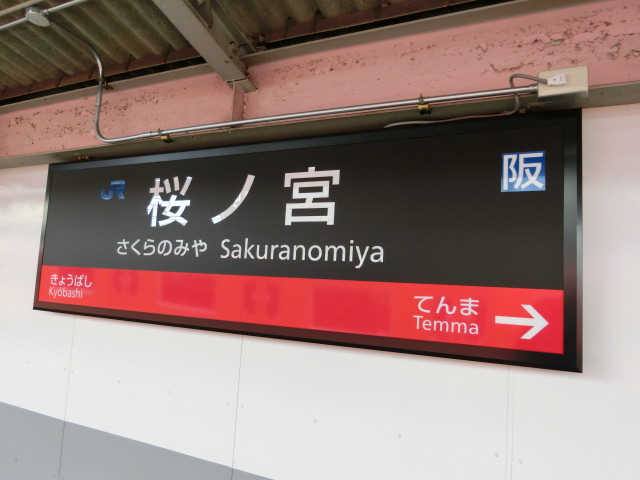 JR
桜ノ宮
阪
さくらのみや Sakuranomiya
きょうばし
Kyōbashi
てんま
Temma